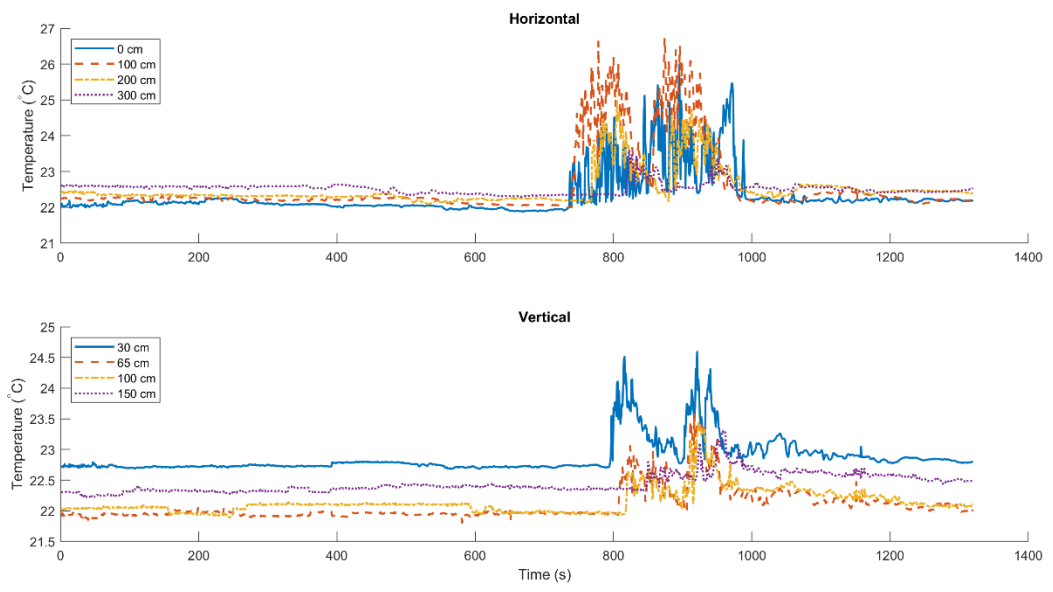 Horizontal
27
26
25
24
23
22
21
Temperature (°C)
0 cm
100 cm
200 cm
300 cm
0 200 400 600 800 1000 1200 1400
Vertical
25
24.5
24
23.5
23
22.5
22
21.5
Temperature (°C)
30 cm
65 cm
100 cm
150 cm
0 200 400 600 800 1000 1200 1400
Time (s)